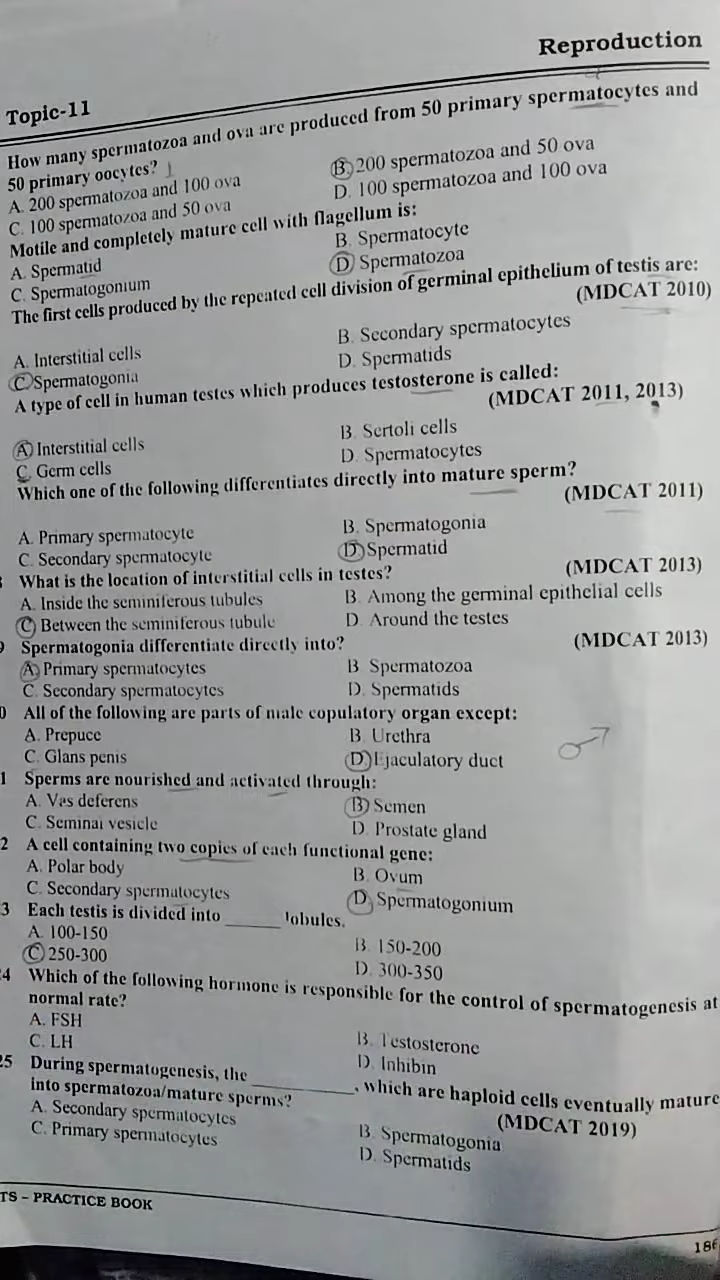 Reproduction
Topic-11
How many spermatozoa and ova are produced from 50 primary spermatocytes and
50 primary oocytes?
A. 200 spermatozoa and 100 ova
B. 200 spermatozoa and 50 ova
C. 100 spermatozoa and 50 ova
D. 100 spermatozoa and 100 ova
Motile and completely mature cell with flagellum is:
A. Spermatid
B. Spermatocyte
C. Spermatogonium
D. Spermatozoa
The first cells produced by the repeated cell division of germinal epithelium of testis are:
(MDCAT 2010)
A. Interstitial cells
B. Secondary spermatocytes
C. Spermatogonia
D. Spermatids
A type of cell in human testes which produces testosterone is called:
(MDCAT 2011, 2013)
A. Interstitial cells
B. Sertoli cells
C. Germ cells
D. Spermatocytes
Which one of the following differentiates directly into mature sperm?
(MDCAT 2011)
A. Primary spermatocyte
B. Spermatogonia
C. Secondary spermatocyte
D. Spermatid
What is the location of interstitial cells in testes?
(MDCAT 2013)
A. Inside the seminiferous tubules
B. Among the germinal epithelial cells
C. Between the seminiferous tubule
D. Around the testes
9 Spermatogonia differentiate directly into?
(MDCAT 2013)
A. Primary spermatocytes
B Spermatozoa
C. Secondary spermatocytes
D. Spermatids
0 All of the following are parts of male copulatory organ except:
A. Prepuce
B. Urethra
C. Glans penis
D. Ejaculatory duct
1 Sperms are nourished and activated through:
A. Vas deferens
B. Semen
C. Seminal vesicle
D. Prostate gland
2 A cell containing two copies of each functional gene:
A. Polar body
B. Ovum
C. Secondary spermatocytes
D. Spermatogonium
3 Each testis is divided into ______ lobules.
A. 100-150
B. 150-200
C. 250-300
D. 300-350
24 Which of the following hormone is responsible for the control of spermatogenesis at
normal rate?
A. FSH
B. Testosterone
C. LH
D. Inhibin
25 During spermatogenesis, the __________, which are haploid cells eventually mature
into spermatozoa/mature sperms?
(MDCAT 2019)
A. Secondary spermatocytes
B. Spermatogonia
C. Primary spermatocytes
D. Spermatids
TS – PRACTICE BOOK
186